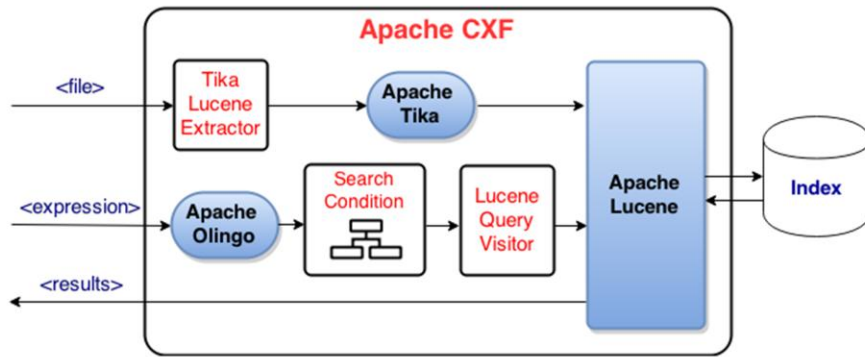 Apache CXF
<file>
Tika
Lucene
Extractor
Apache
Tika
<expression>
Apache
Olingo
Search
Condition
Lucene
Query
Visitor
Apache
Lucene
Index
<results>